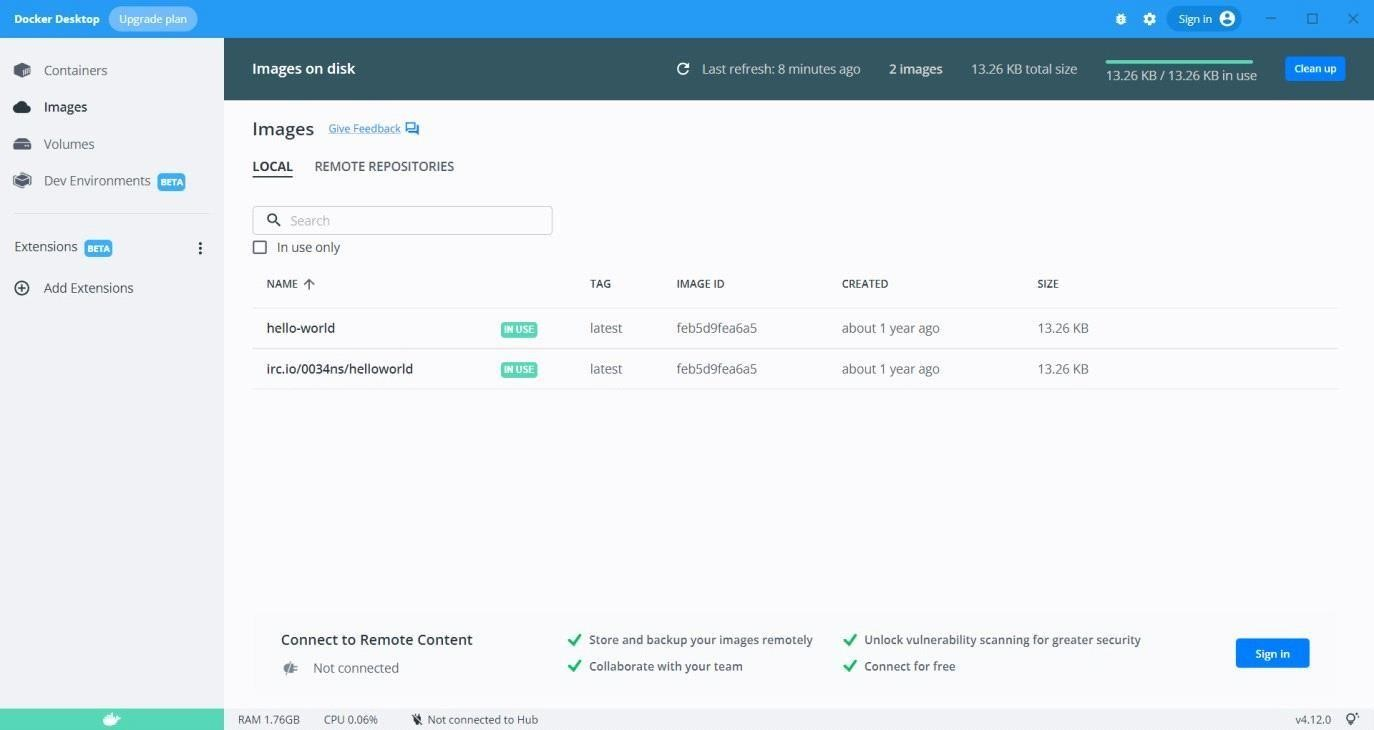 Docker Desktop Upgrade plan Sign in
Containers
Images
Volumes
Dev Environments BETA
Extensions BETA
Add Extensions
Images on disk Last refresh: 8 minutes ago 2 images 13.26 KB total size 13.26 KB / 13.26 KB in use Clean up
Images Give Feedback
LOCAL REMOTE REPOSITORIES
Search
In use only
NAME TAG IMAGE ID CREATED SIZE
hello-world IN USE latest feb5d9fea6a5 about 1 year ago 13.26 KB
irc.io/0034ns/helloworld IN USE latest feb5d9fea6a5 about 1 year ago 13.26 KB
Connect to Remote Content
Not connected
Store and backup your images remotely
Collaborate with your team
Unlock vulnerability scanning for greater security
Connect for free
Sign in
RAM 1.76GB CPU 0.06% Not connected to Hub v4.12.0